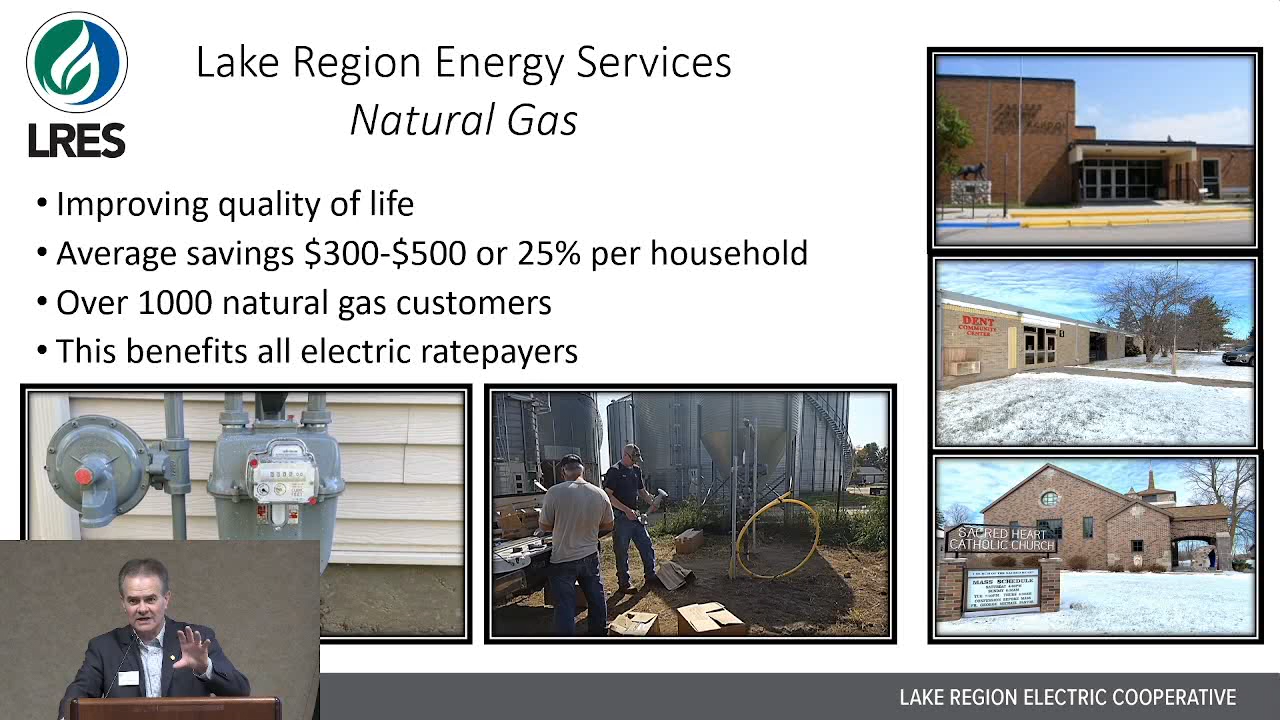 LRES
Lake Region Energy Services
Natural Gas
• Improving quality of life
• Average savings $300-$500 or 25% per household
• Over 1000 natural gas customers
• This benefits all electric ratepayers
DENT
COMMUNITY
CENTER
SACRED HEART
CATHOLIC CHURCH
MASS SCHEDULE
LAKE REGION ELECTRIC COOPERATIVE